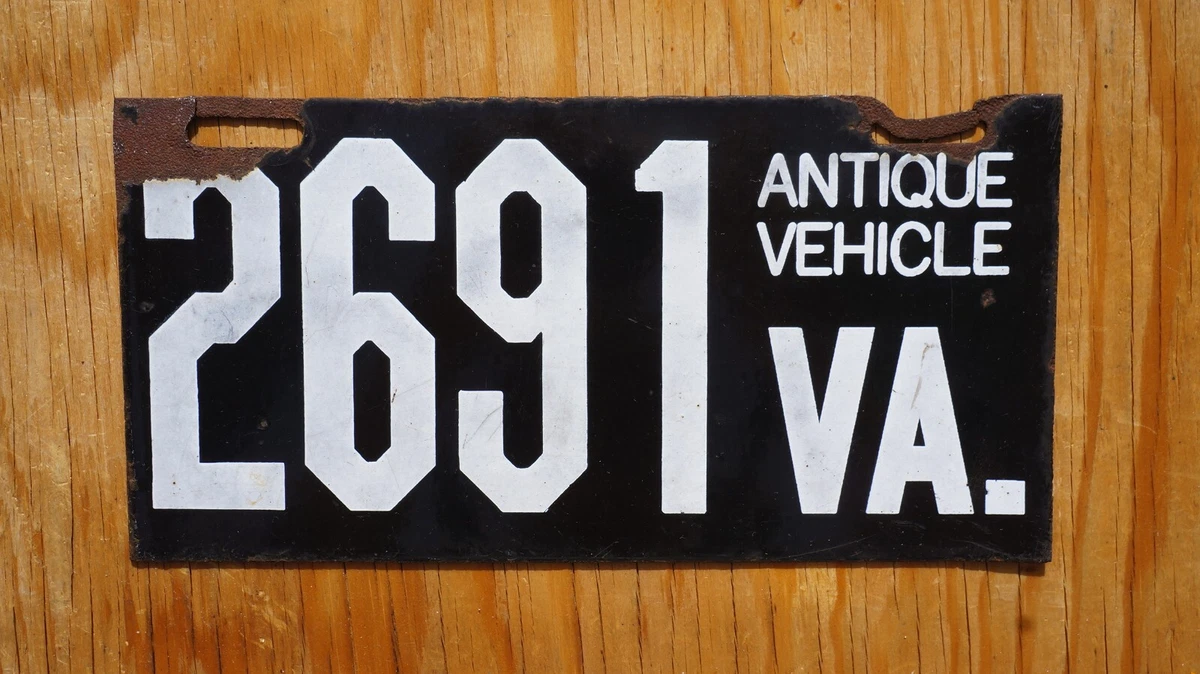 2691
ANTIQUE
VEHICLE
VA.